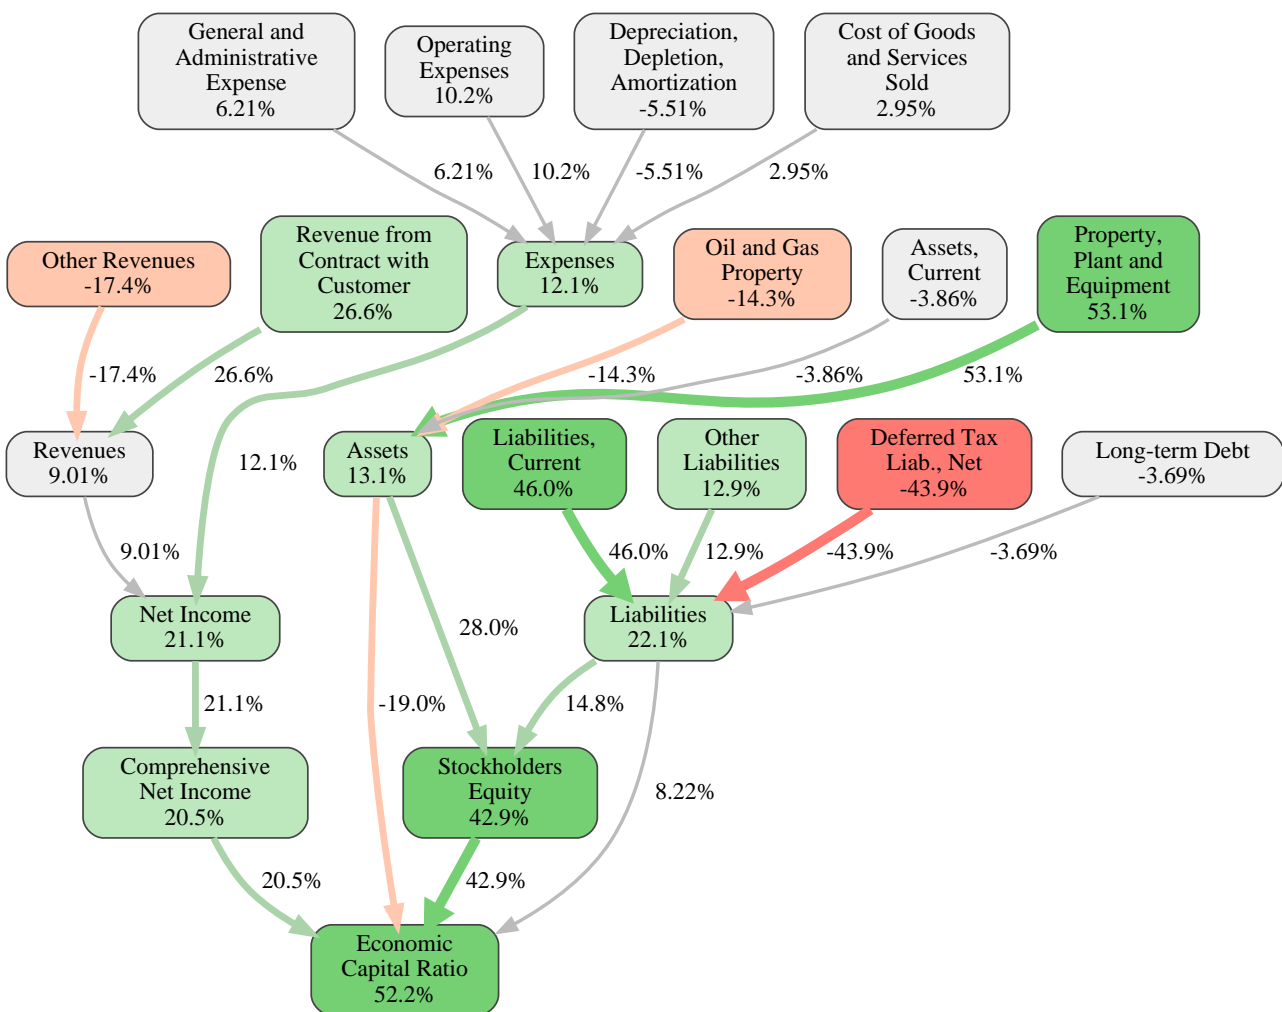 General and
Administrative
Expense
6.21%
Operating
Expenses
10.2%
Depreciation,
Depletion,
Amortization
-5.51%
Cost of Goods
and Services
Sold
2.95%
6.21%
10.2%
-5.51%
2.95%
Other Revenues
-17.4%
Revenue from
Contract with
Customer
26.6%
Expenses
12.1%
Oil and Gas
Property
-14.3%
Assets,
Current
-3.86%
Property,
Plant and
Equipment
53.1%
-17.4%
26.6%
-14.3%
-3.86%
53.1%
Revenues
9.01%
12.1%
Assets
13.1%
Liabilities,
Current
46.0%
Other
Liabilities
12.9%
Deferred Tax
Liab., Net
-43.9%
Long-term Debt
-3.69%
9.01%
46.0%
12.9%
-43.9%
-3.69%
Net Income
21.1%
28.0%
Liabilities
22.1%
21.1%
-19.0%
14.8%
Comprehensive
Net Income
20.5%
Stockholders
Equity
42.9%
8.22%
20.5%
42.9%
Economic
Capital Ratio
52.2%